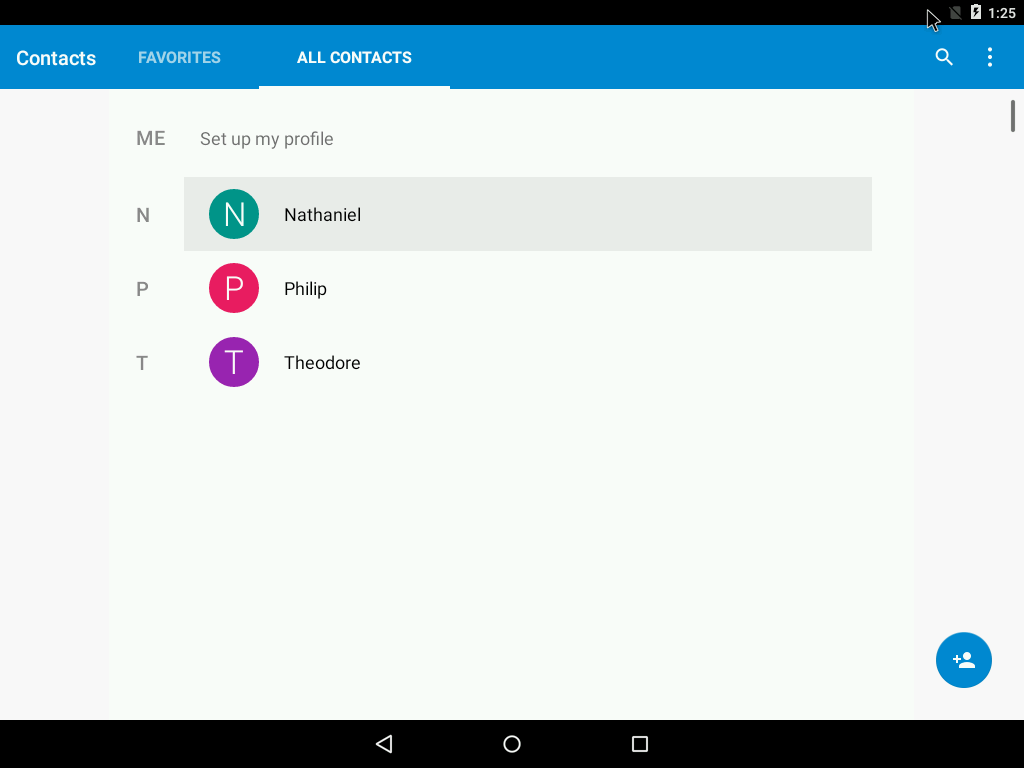 1:25
Contacts FAVORITES ALL CONTACTS
ME Set up my profile
N N Nathaniel
P P Philip
T T Theodore